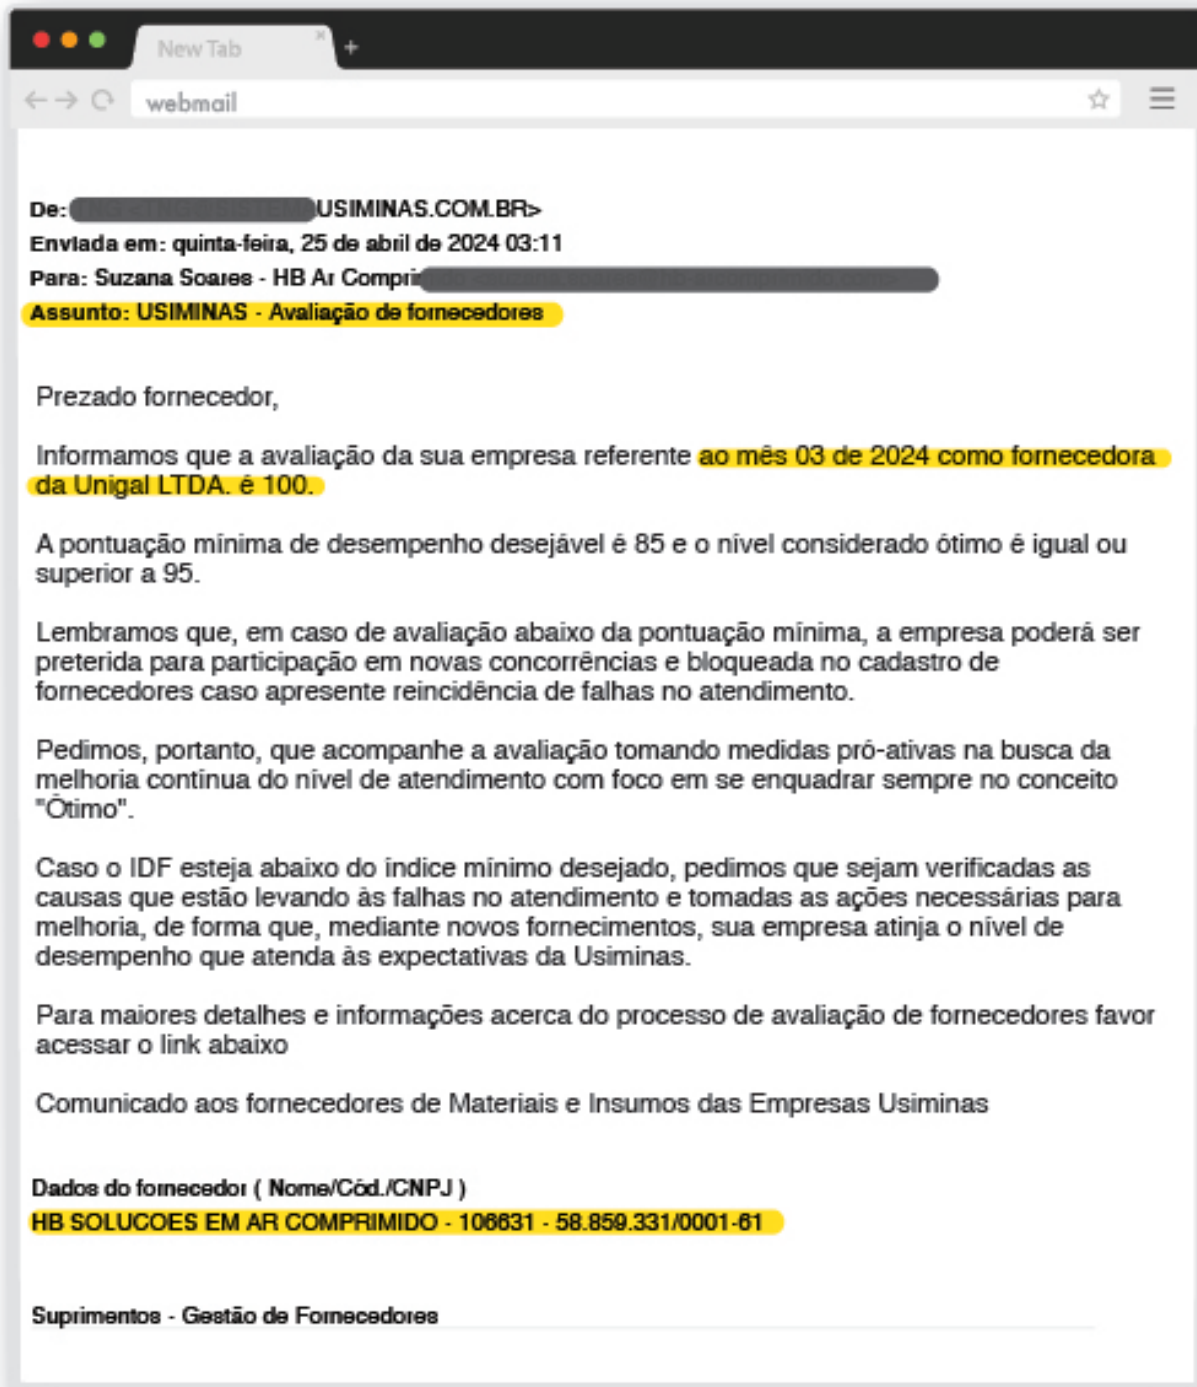 New Tab
webmail
De: USIMINAS.COM.BR>
Enviada em: quinta-feira, 25 de abril de 2024 03:11
Para: Suzana Soares - HB Ar
Assunto: USIMINAS - Avaliação de fornecedores
Prezado fornecedor,
Informamos que a avaliação da sua empresa referente ao mês 03 de 2024 como fornecedora
da Unigal LTDA. é 100.
A pontuação mínima de desempenho desejável é 85 e o nível considerado ótimo é igual ou
superior a 95.
Lembramos que, em caso de avaliação abaixo da pontuação mínima, a empresa poderá ser
preterida para participação em novas concorrências e bloqueada no cadastro de
fornecedores caso apresente reincidência de falhas no atendimento.
Pedimos, portanto, que acompanhe a avaliação tomando medidas pró-ativas na busca da
melhoria contínua do nível de atendimento com foco em se enquadrar sempre no conceito
"Ótimo".
Caso o IDF esteja abaixo do índice mínimo desejado, pedimos que sejam verificadas as
causas que estão levando às falhas no atendimento e tomadas as ações necessárias para
melhoria, de forma que, mediante novos fornecimentos, sua empresa atinja o nível de
desempenho que atenda às expectativas da Usiminas.
Para maiores detalhes e informações acerca do processo de avaliação de fornecedores favor
acessar o link abaixo
Comunicado aos fornecedores de Materiais e Insumos das Empresas Usiminas
Dados do fornecedor ( Nome/Cód./CNPJ )
HB SOLUCOES EM AR COMPRIMIDO - 106631 - 58.859.331/0001-61
Suprimentos - Gestão de Fornecedores